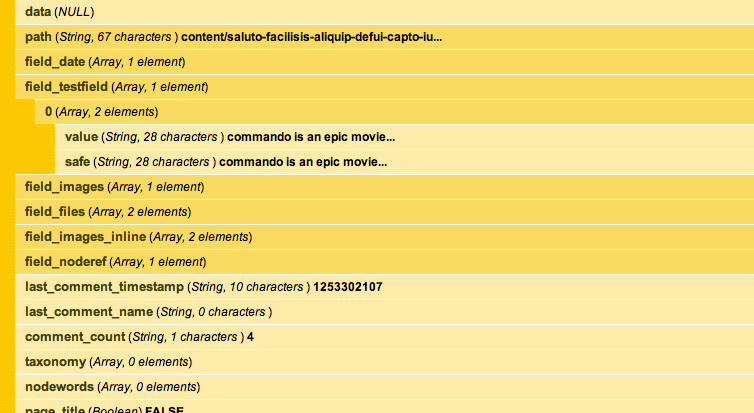 data (NULL)
path (String, 67 characters ) content/saluto-facilisis-aliquip-defui-capto-iu...
field_date (Array, 1 element)
field_testfield (Array, 1 element)
0 (Array, 2 elements)
value (String, 28 characters ) commando is an epic movie...
safe (String, 28 characters ) commando is an epic movie...
field_images (Array, 1 element)
field_files (Array, 2 elements)
field_images_inline (Array, 2 elements)
field_noderef (Array, 1 element)
last_comment_timestamp (String, 10 characters ) 1253302107
last_comment_name (String, 0 characters )
comment_count (String, 1 characters ) 4
taxonomy (Array, 0 elements)
nodewords (Array, 0 elements)
page_title (Boolean) FALSE